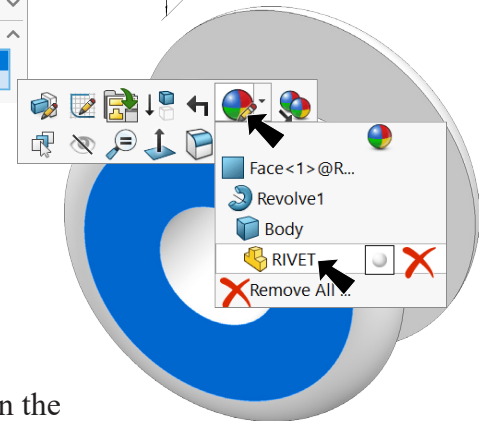 Face<1>@R...
Revolve1
Body
RIVET
Remove All ...
n the